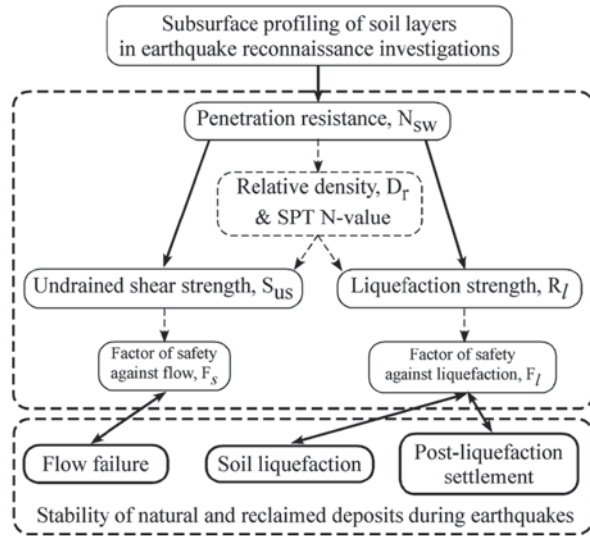 Subsurface profiling of soil layers
in earthquake reconnaissance investigations
Penetration resistance, Nsw
Relative density, Dr
& SPT N-value
Undrained shear strength, Sus
Liquefaction strength, Rl
Factor of safety
against flow, Fs
Factor of safety
against liquefaction, Fl
Flow failure
Soil liquefaction
Post-liquefaction
settlement
Stability of natural and reclaimed deposits during earthquakes